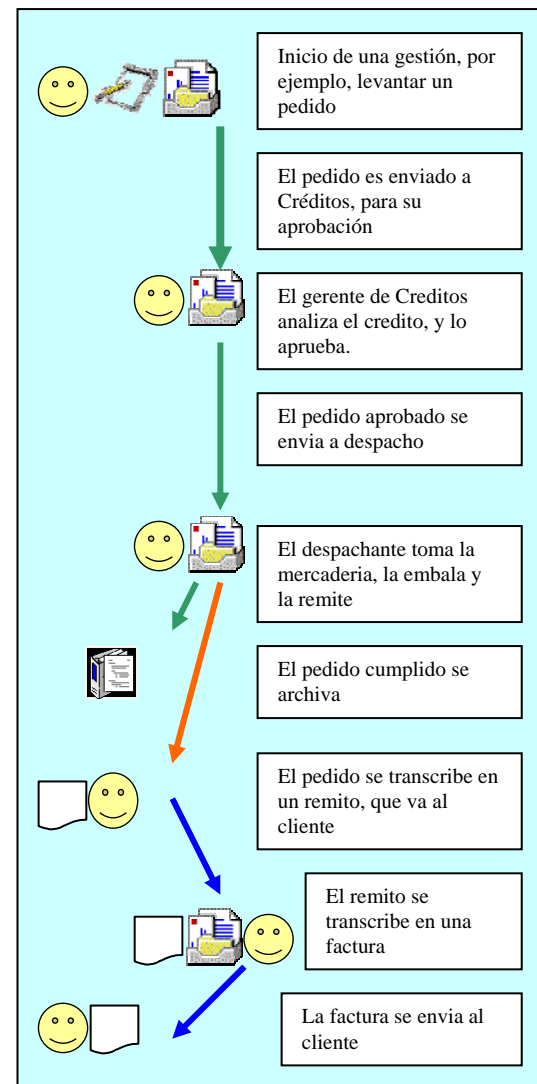 Inicio de una gestión, por
ejemplo, levantar un
pedido
El pedido es enviado a
Créditos, para su
aprobación
El gerente de Creditos
analiza el credito, y lo
aprueba.
El pedido aprobado se
envia a despacho
El despachante toma la
mercaderia, la embala y
la remite
El pedido cumplido se
archiva
El pedido se transcribe en
un remito, que va al
cliente
El remito se
transcribe en una
factura
La factura se envia al
cliente